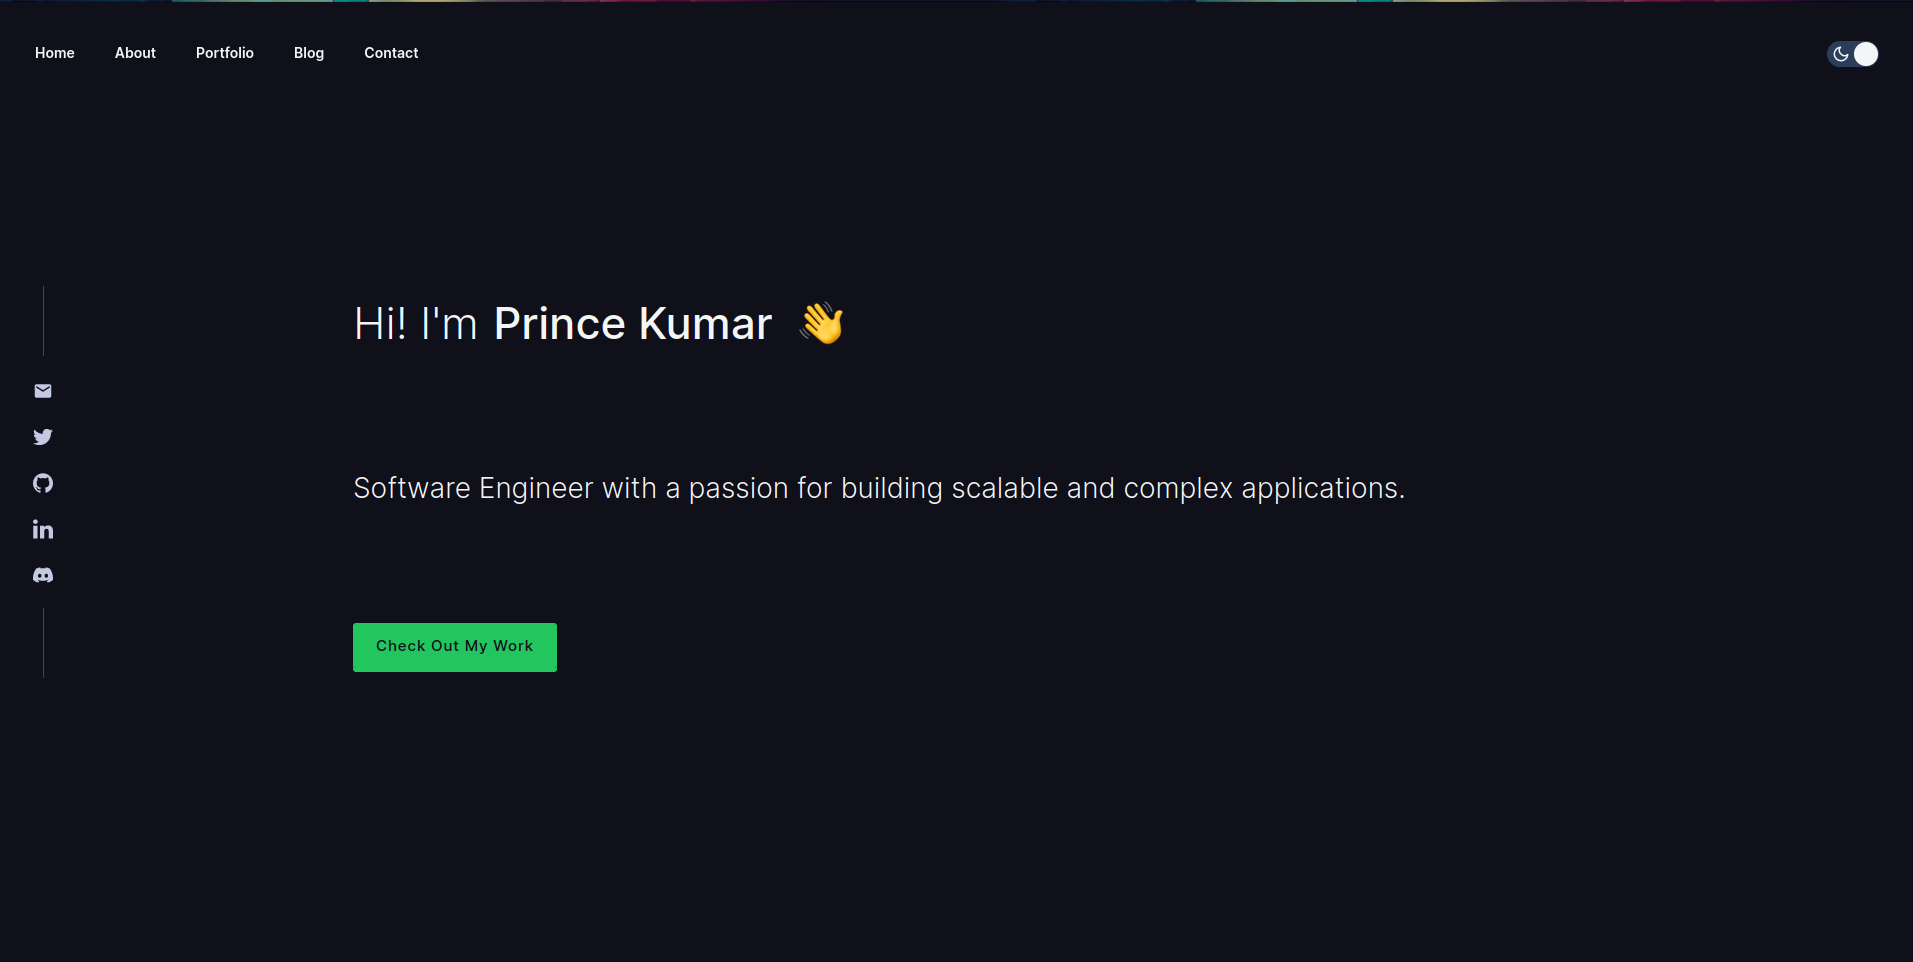 Home About Portfolio Blog Contact
Hi! I'm Prince Kumar 👋
Software Engineer with a passion for building scalable and complex applications.
Check Out My Work